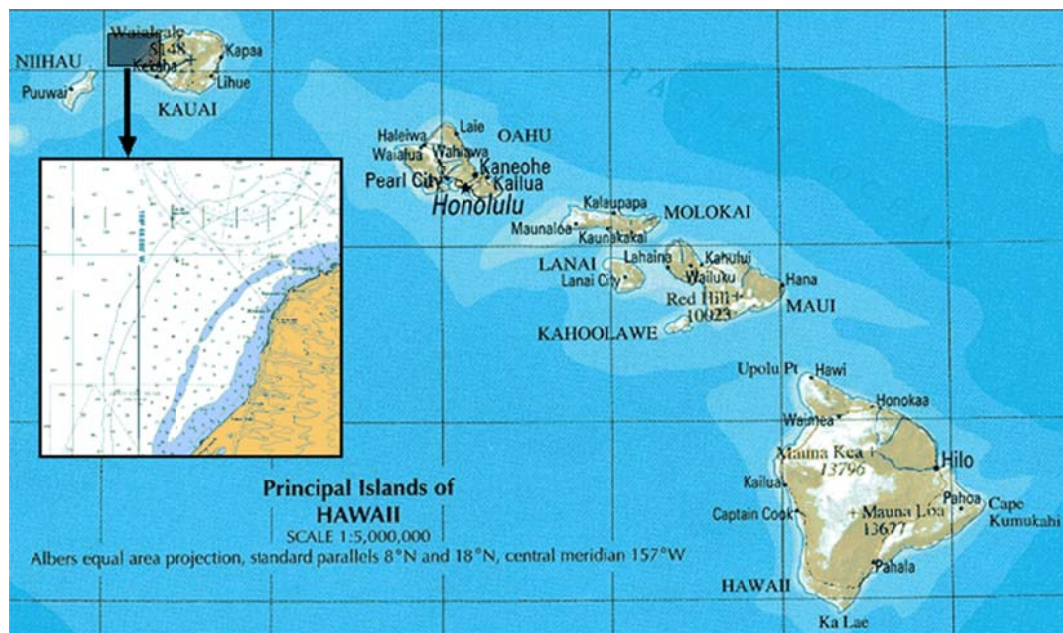 Waialeale
5148
NIIHAU
Puuwai
Kekaha
Kapaa
Lihue
KAUAI
PAC
Laie
OAHU
Haleiwa
Wahiawa
Waialua
Kaneohe
Pearl City
Kailua
Honolulu
Kalaupapa
MOLOKAI
Maunaloa
Kaunakakai
LANAI
Lahaina
Kahului
Wailuku
Lanai City
Hana
Red Hill
10023
MAUI
KAHOOLAWE
Upolu Pt
Hawi
Honokaa
Waimea
Mauna Kea
13796
Hilo
Kailua
Pahoa
Cape
Kumukahi
Captain Cook
Mauna Loa
13677
Pahala
HAWAII
Ka Lae
Principal Islands of
HAWAII
SCALE 1:5,000,000
Albers equal area projection, standard parallels 8°N and 18°N, central meridian 157°W